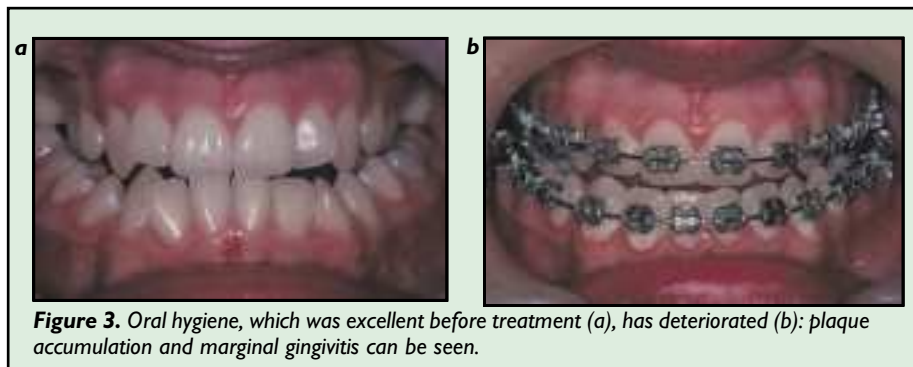 a
b
Figure 3. Oral hygiene, which was excellent before treatment (a), has deteriorated (b): plaque
accumulation and marginal gingivitis can be seen.